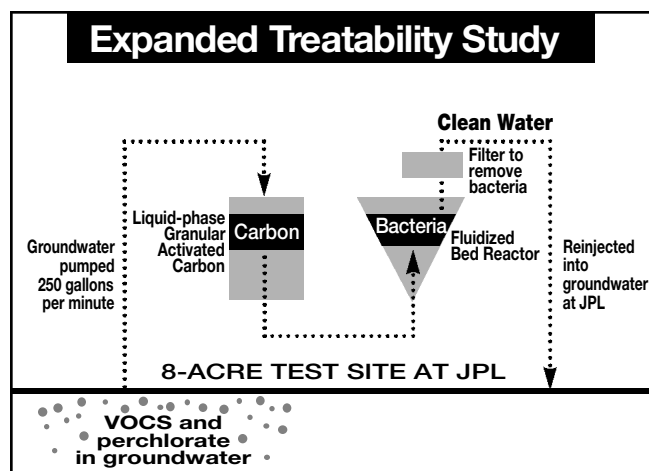 Expanded Treatability Study
Clean Water
Filter to
remove
bacteria
Liquid-phase
Granular
Activated
Carbon
Carbon
Bacteria
Fluidized
Bed Reactor
Groundwater
pumped
250 gallons
per minute
Reinjected
into
groundwater
at JPL
8-ACRE TEST SITE AT JPL
VOCS and
perchlorate
in groundwater